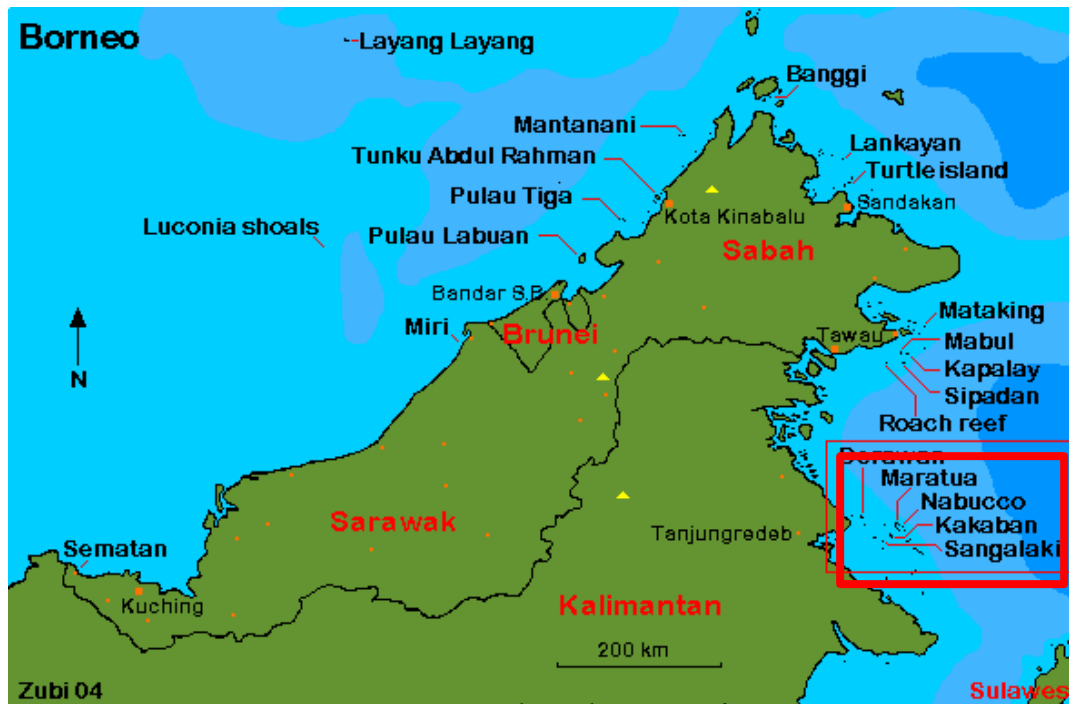 Borneo
Layang Layang
Banggi
Mantanani
Lankayan
Tunku Abdul Rahman
Turtle island
Pulau Tiga
Sandakan
Kota Kinabalu
Luconia shoals
Pulau Labuan
Sabah
Bandar S.B.
Mataking
Miri
Brunei
Tawau
Mabul
Kapalay
N
Sipadan
Roach reef
Derawan
Maratua
Nabucco
Sarawak
Tanjungredeb
Kakaban
Sematan
Sangalaki
Kuching
Kalimantan
200 km
Zubi 04
Sulawes